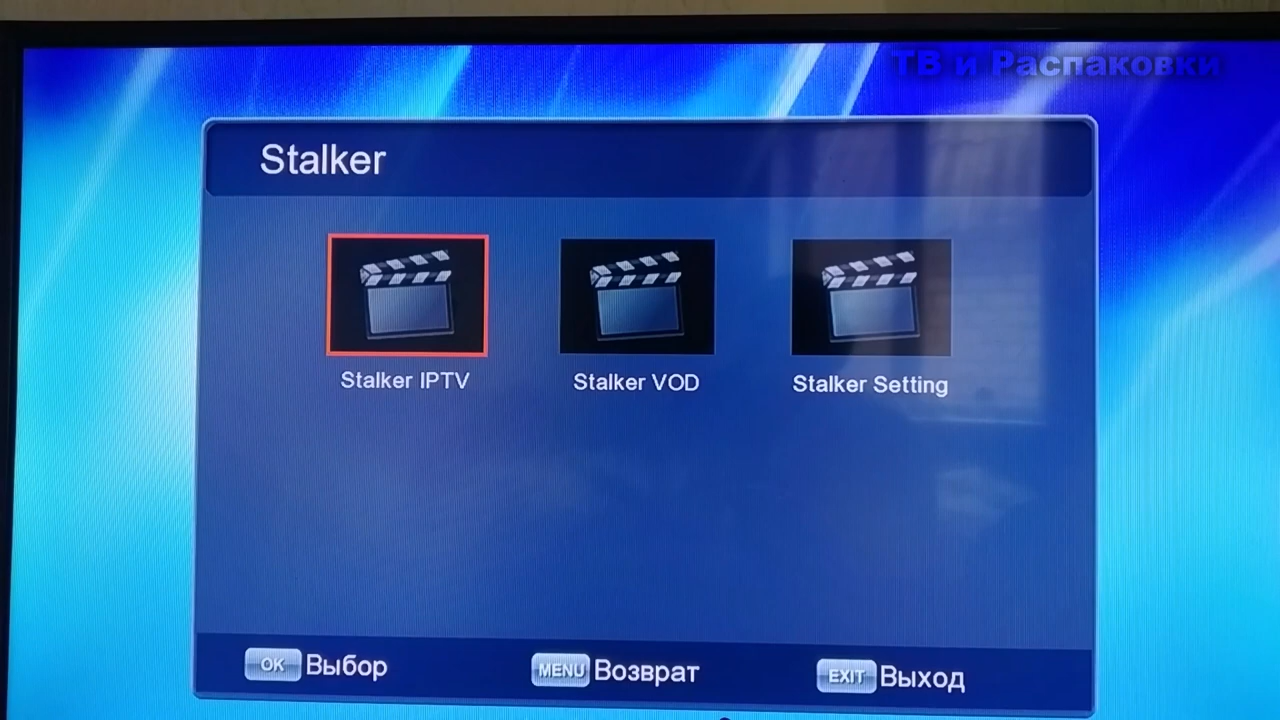 ТВ и Распаковки
Stalker
Stalker IPTV
Stalker VOD
Stalker Setting
OK Выбор
MENU Возврат
EXIT Выход